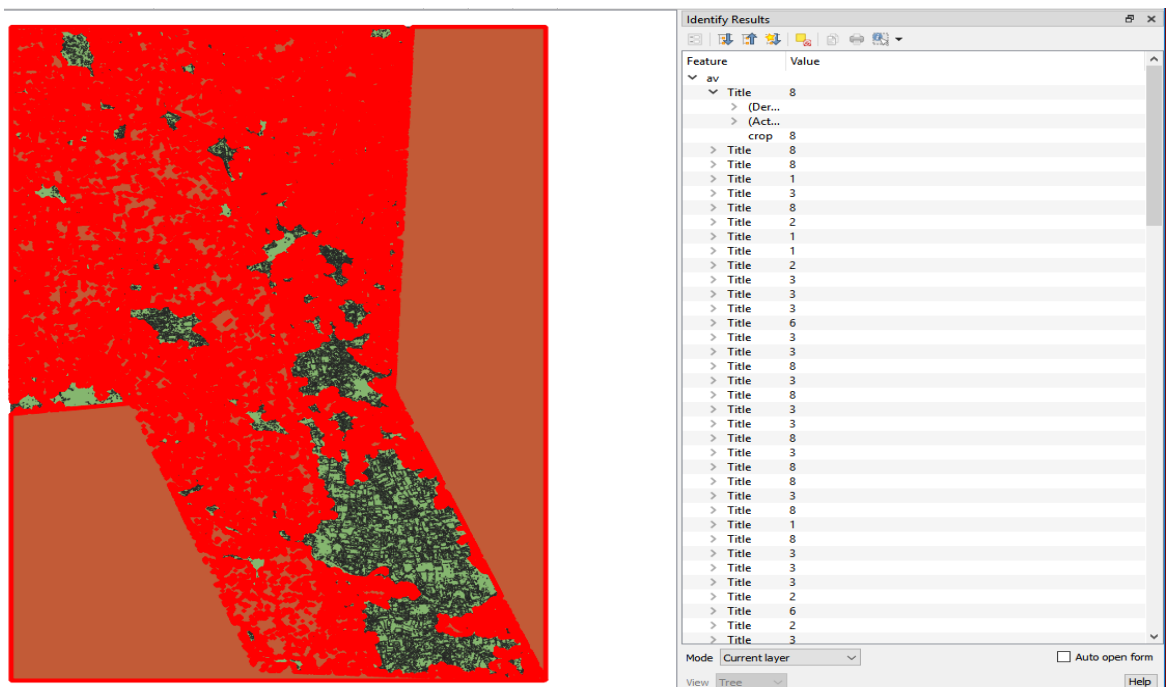 Identify Results
Feature Value
av
Title 8
(Der...
(Act...
crop 8
Title 8
Title 8
Title 1
Title 3
Title 8
Title 2
Title 1
Title 1
Title 2
Title 3
Title 3
Title 3
Title 6
Title 3
Title 3
Title 8
Title 3
Title 8
Title 3
Title 3
Title 8
Title 3
Title 8
Title 8
Title 3
Title 8
Title 1
Title 8
Title 3
Title 3
Title 3
Title 2
Title 6
Title 2
Title 3
Mode Current layer Auto open form
View Tree Help